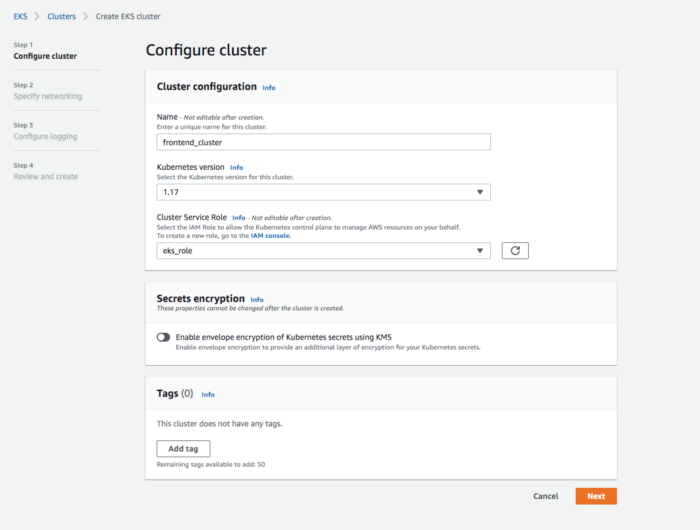 EKS > Clusters > Create EKS cluster
Step 1
Configure cluster
Step 2
Specify networking
Step 3
Configure logging
Step 4
Review and create
Configure cluster
Cluster configuration Info
Name - Not editable after creation.
Enter a unique name for this cluster.
frontend_cluster
Kubernetes version Info
Select the Kubernetes version for this cluster.
1.17
Cluster Service Role Info - Not editable after creation.
Select the IAM Role to allow the Kubernetes control plane to manage AWS resources on your behalf.
To create a new role, go to the IAM console.
eks_role
Secrets encryption Info
These properties cannot be changed after the cluster is created.
Enable envelope encryption of Kubernetes secrets using KMS
Enable envelope encryption to provide an additional layer of encryption for your Kubernetes secrets.
Tags (0) Info
This cluster does not have any tags.
Add tag
Remaining tags available to add: 50
Cancel Next